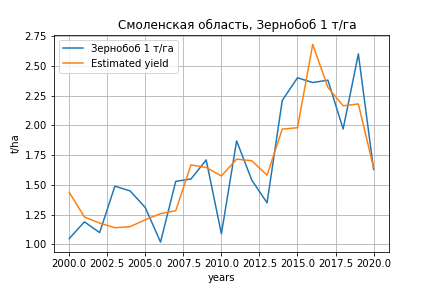 Смоленская область, Зернобоб 1 т/га
Зернобоб 1 т/га
Estimated yield
t/ha
2.75
2.50
2.25
2.00
1.75
1.50
1.25
1.00
2000.0 2002.5 2005.0 2007.5 2010.0 2012.5 2015.0 2017.5 2020.0
years